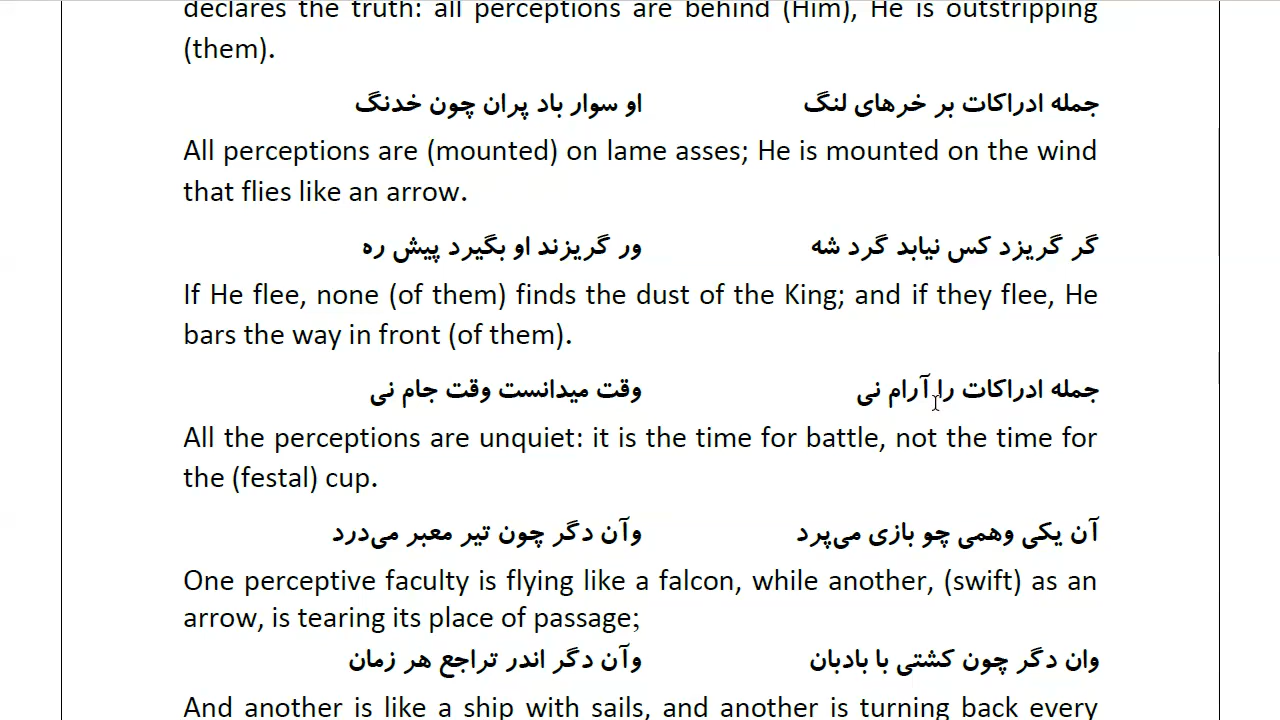 declares the truth: all perceptions are behind (Him), He is outstripping
(them).
جمله ادراکات بر خرهای لنگ او سوار باد پران چون خدنگ
All perceptions are (mounted) on lame asses; He is mounted on the wind
that flies like an arrow.
گر گریزد کس نیابد گرد شه ور گریزند او بگیرد پیش ره
If He flee, none (of them) finds the dust of the King; and if they flee, He
bars the way in front (of them).
جمله ادراکات را آرام نی وقت میدانست وقت جام نی
All the perceptions are unquiet: it is the time for battle, not the time for
the (festal) cup.
آن یکی وهمی چو بازی می‌پرد وآن دگر چون تیر معبر می‌درد
One perceptive faculty is flying like a falcon, while another, (swift) as an
arrow, is tearing its place of passage;
وان دگر چون کشتی با بادبان وآن دگر اندر تراجع هر زمان
And another is like a ship with sails, and another is turning back every